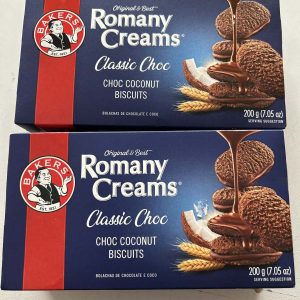 BAKERS
EST. 1851
Original & Best
Romany
Creams
Classic Choc
CHOC COCONUT
BISCUITS
BOLACHAS DE CHOCOLATE E COCO
200 g (7.05 oz)
SERVING SUGGESTION
BAKERS
EST. 1851
Original & Best
Romany
Creams
Classic Choc
CHOC COCONUT
BISCUITS
BOLACHAS DE CHOCOLATE E COCO
200 g (7.05 oz)
SERVING SUGGESTION